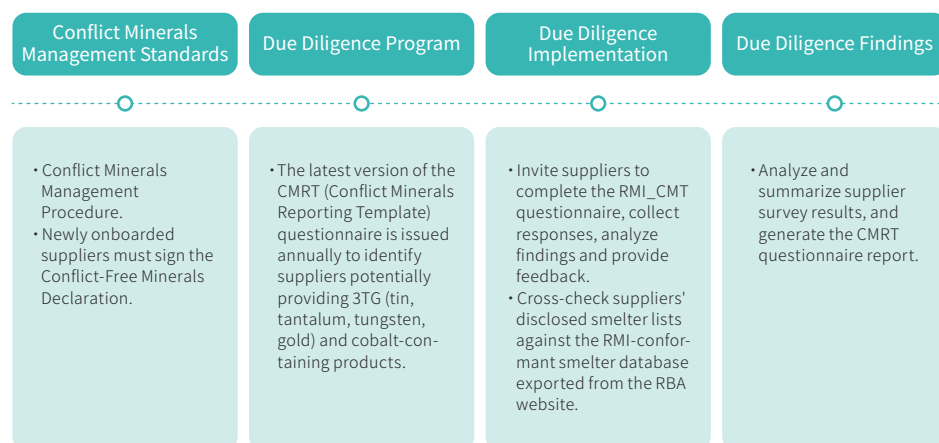 Conflict Minerals
Management Standards
Due Diligence Program
Due Diligence
Implementation
Due Diligence Findings
• Conflict Minerals
Management
Procedure.
• Newly onboarded
suppliers must sign the
Conflict-Free Minerals
Declaration.
• The latest version of the
CMRT (Conflict Minerals
Reporting Template)
questionnaire is issued
annually to identify
suppliers potentially
providing 3TG (tin,
tantalum, tungsten,
gold) and cobalt-con-
taining products.
• Invite suppliers to
complete the RMI_CMT
questionnaire, collect
responses, analyze
findings and provide
feedback.
• Cross-check suppliers'
disclosed smelter lists
against the RMI-confor-
mant smelter database
exported from the RBA
website.
• Analyze and
summarize supplier
survey results, and
generate the CMRT
questionnaire report.